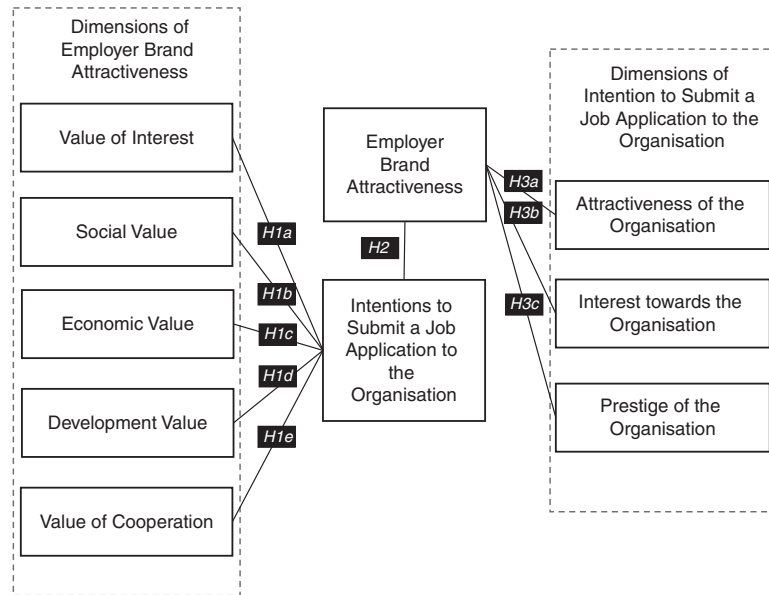 Dimensions of
Employer Brand
Attractiveness
Value of Interest
Social Value
Economic Value
Development Value
Value of Cooperation
H1a
H1b
H1c
H1d
H1e
Employer
Brand
Attractiveness
H2
Intentions to
Submit a Job
Application to
the
Organisation
H3a
H3b
H3c
Dimensions of
Intention to Submit a
Job Application to the
Organisation
Attractiveness of the
Organisation
Interest towards the
Organisation
Prestige of the
Organisation